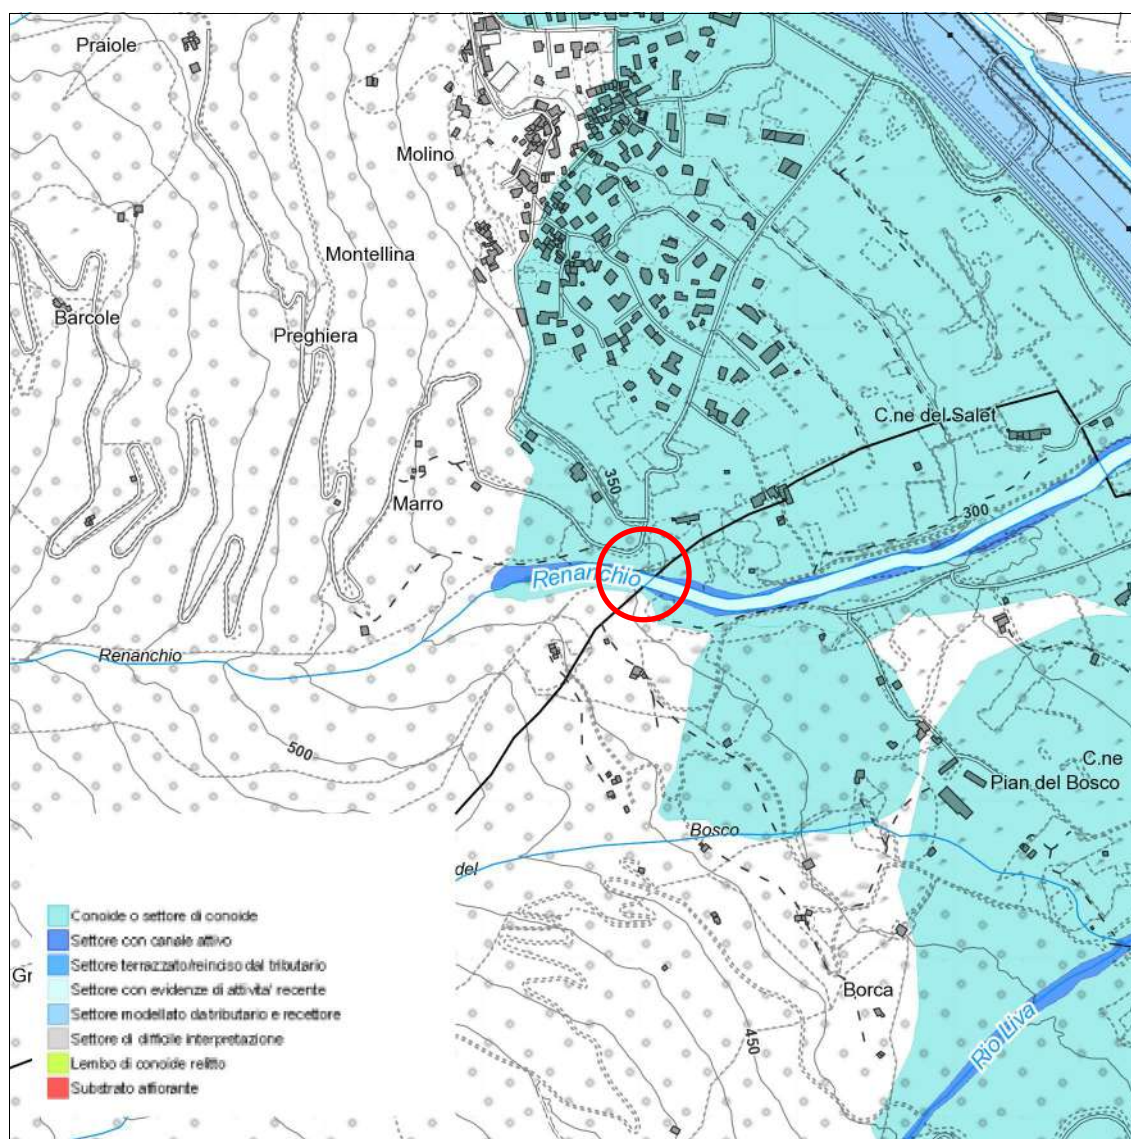 Praiole
Molino
Montellina
Barcole
Preghiera
C.ne del Salet
350
Marro
300
Renanchio
Renanchio
500
C.ne
Pian del Bosco
Bosco
del
Conoide o settore di conoide
Settore con canale attivo
Settore terrazzato/reinciso dal tributario
Gr
Settore con evidenze di attivita' recente
Settore modellato da tributario e recettore
Borca
Settore di difficile interpretazione
450
Rio Liva
Lembo di conoide relitto
Substrato affiorante